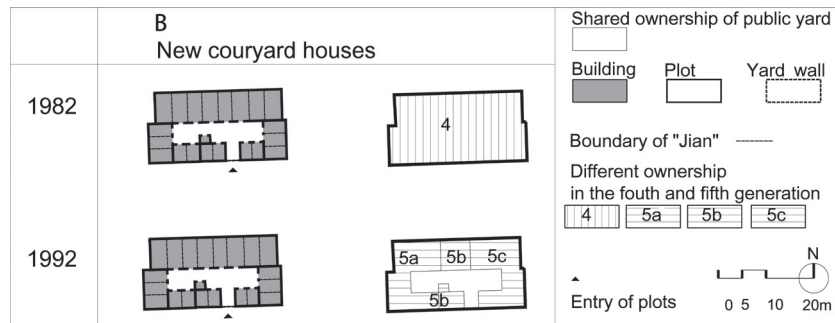 B
New couryard houses
1982
4
1992
5a 5b 5c
5b
Shared ownership of public yard
Building Plot Yard wall
Boundary of "Jian"
Different ownership
in the fouth and fifth generation
4 5a 5b 5c
N
Entry of plots
0 5 10 20m